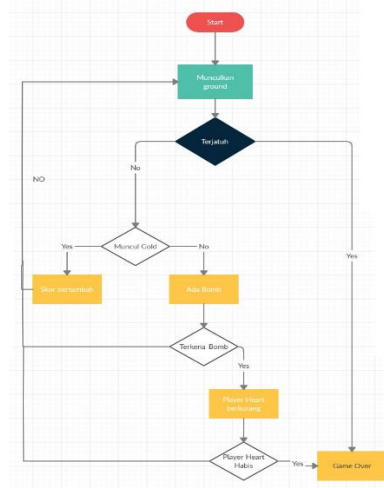 Start
Munculkan
ground
Terjatuh
No
NO
Yes
Muncul Gold
No
Yes
Skor bertambah
Ada Bomb
Terkena Bomb
Yes
Player Heart
berkurang
Player Heart
Habis
Yes
Game Over